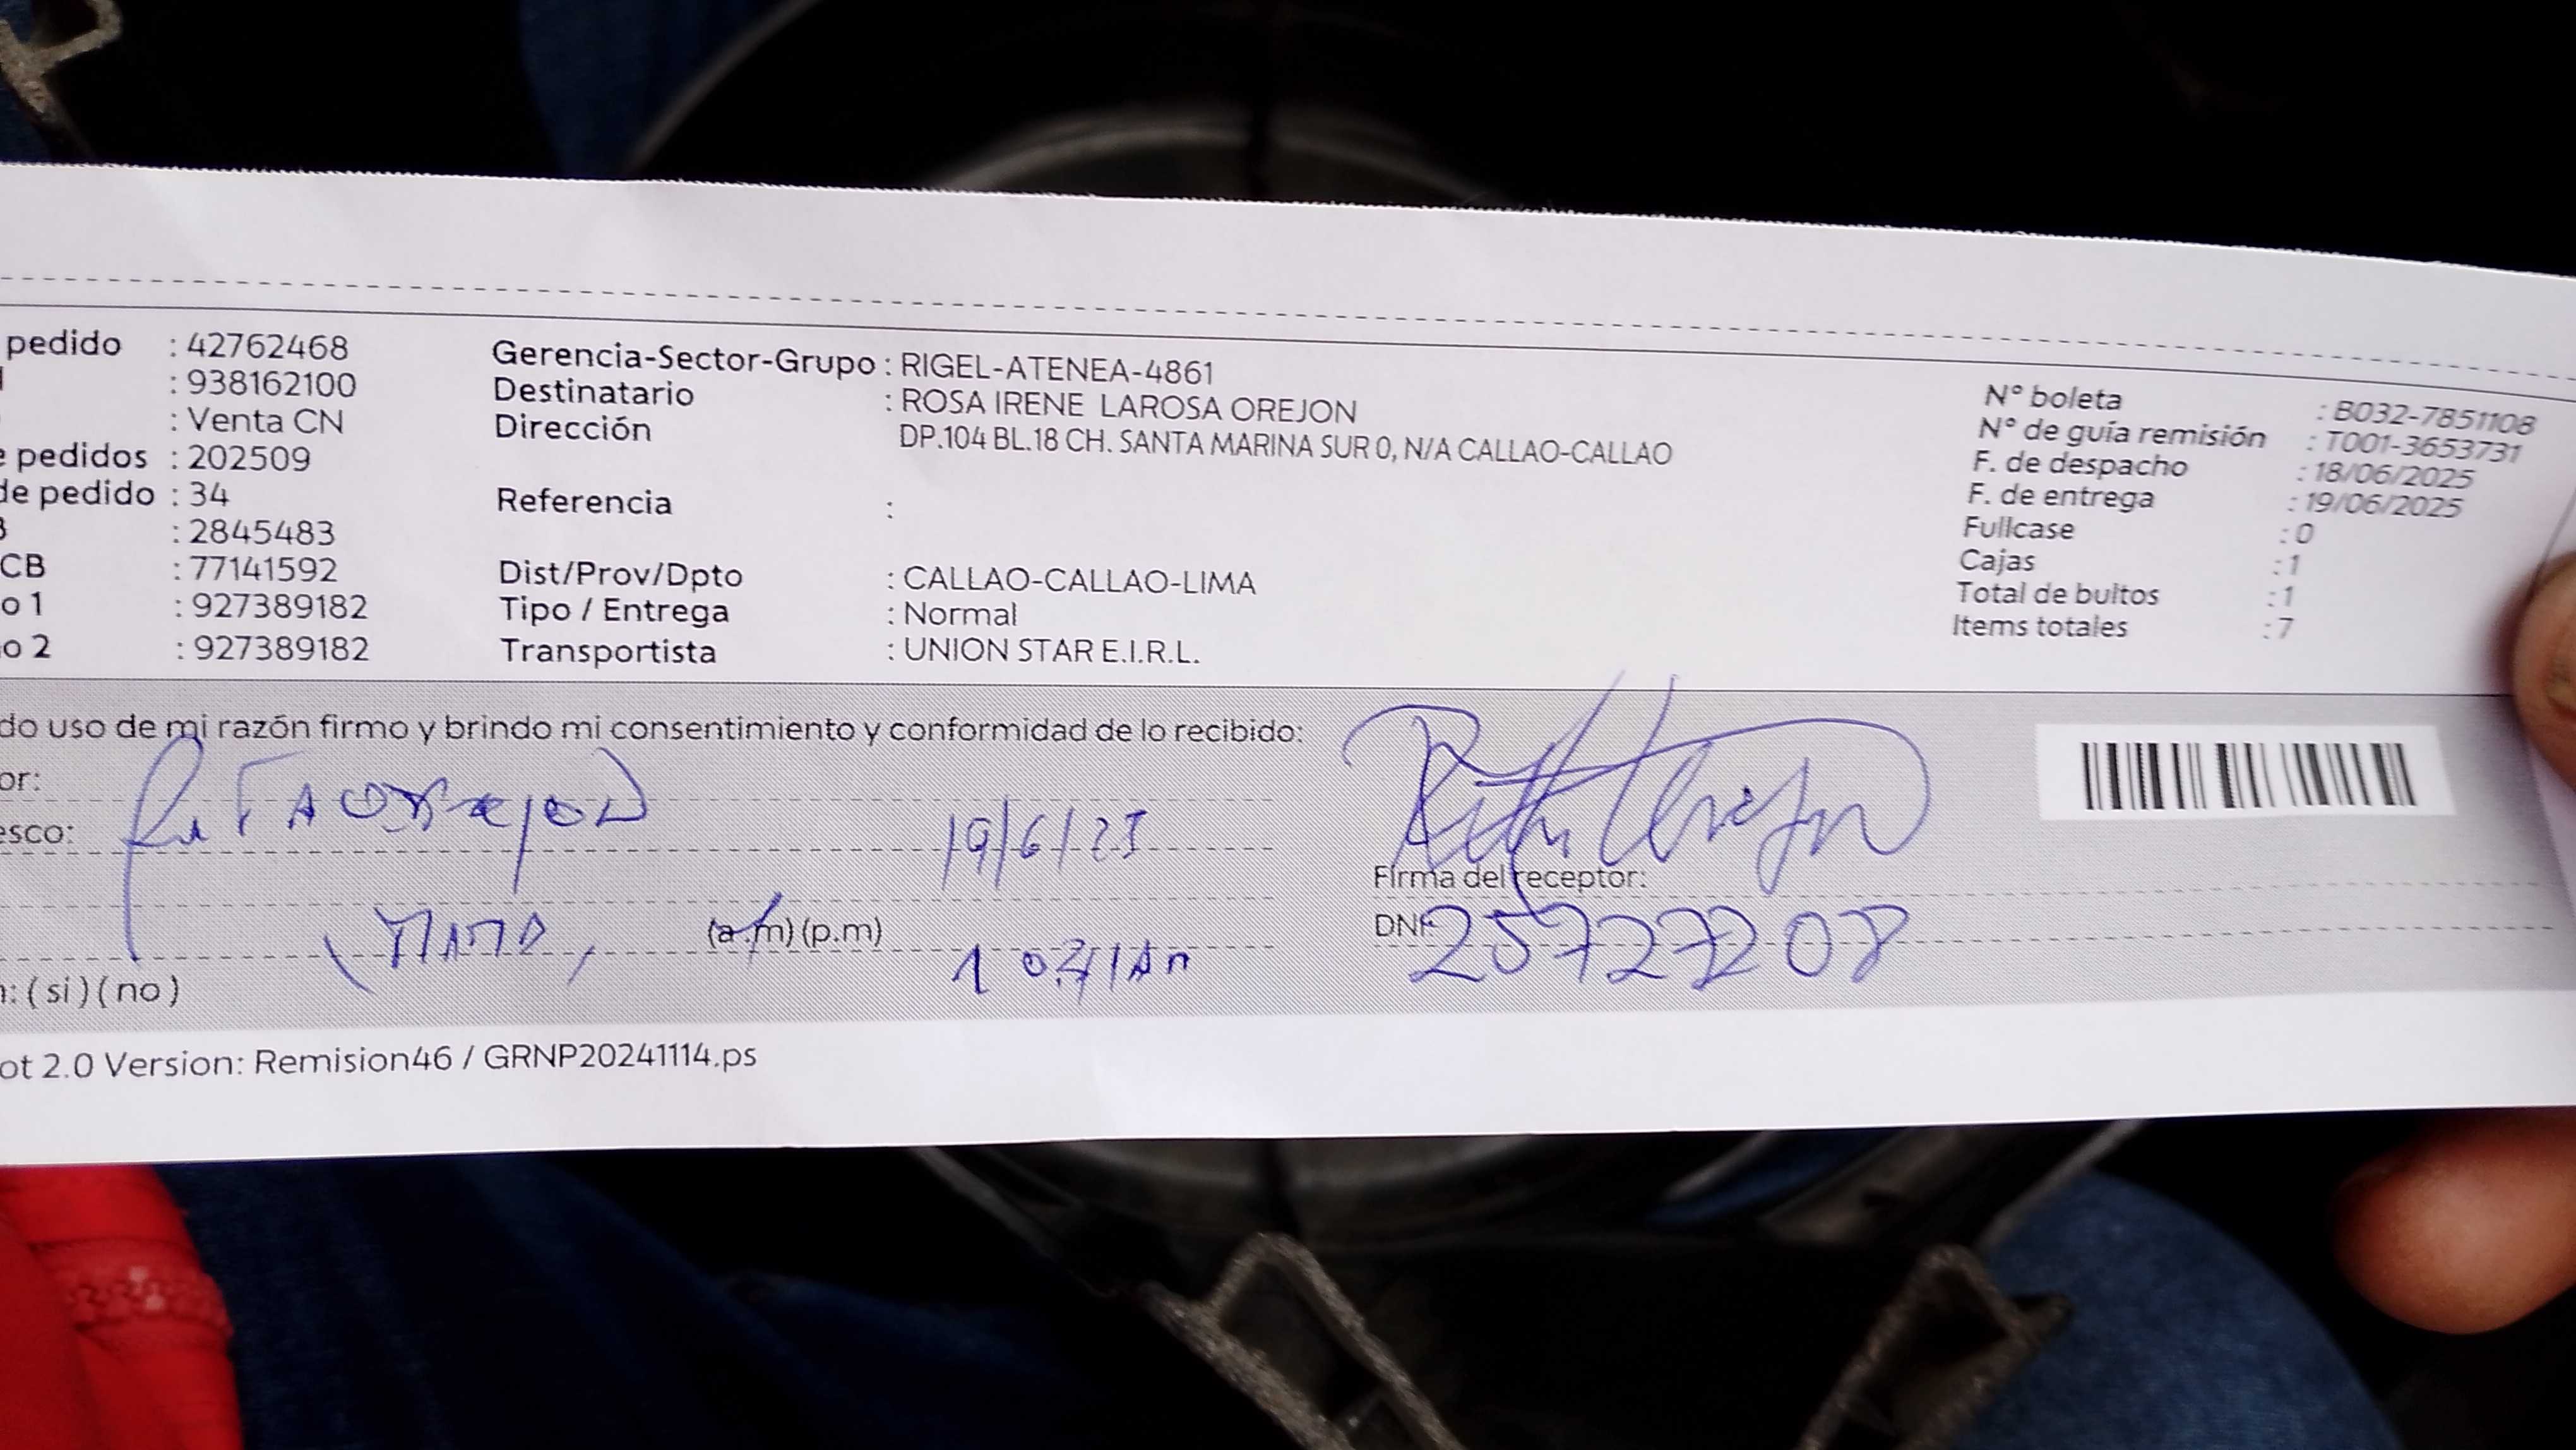 pedido : 42762468
: 938162100
: Venta CN
e pedidos : 202509
de pedido : 34
: 2845483
CB : 77141592
o 1 : 927389182
o 2 : 927389182
Gerencia-Sector-Grupo : RIGEL-ATENEA-4861
Destinatario : ROSA IRENE LAROSA OREJON
Dirección DP.104 BL.18 CH. SANTA MARINA SUR 0, N/A CALLAO-CALLAO
Referencia :
Dist/Prov/Dpto : CALLAO-CALLAO-LIMA
Tipo / Entrega : Normal
Transportista : UNION STAR E.I.R.L.
N° boleta : B032-7851108
N° de guía remisión : T001-3653731
F. de despacho : 18/06/2025
F. de entrega : 19/06/2025
Fullcase : 0
Cajas : 1
Total de bultos : 1
Items totales : 7
do uso de mi razón firmo y brindo mi consentimiento y conformidad de lo recibido:
or:
esco:
19/6/25
(a.m) (p.m)
n: ( si ) ( no )
Firma del receptor:
DNI: 25727208
ot 2.0 Version: Remision46 / GRNP20241114.ps